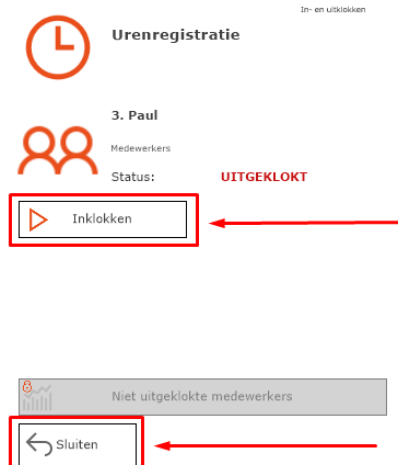 In- en uitklokken
Urenregistratie
3. Paul
Medewerkers
Status: UITGEKLOKT
Inklokken
Niet uitgeklokte medewerkers
Sluiten